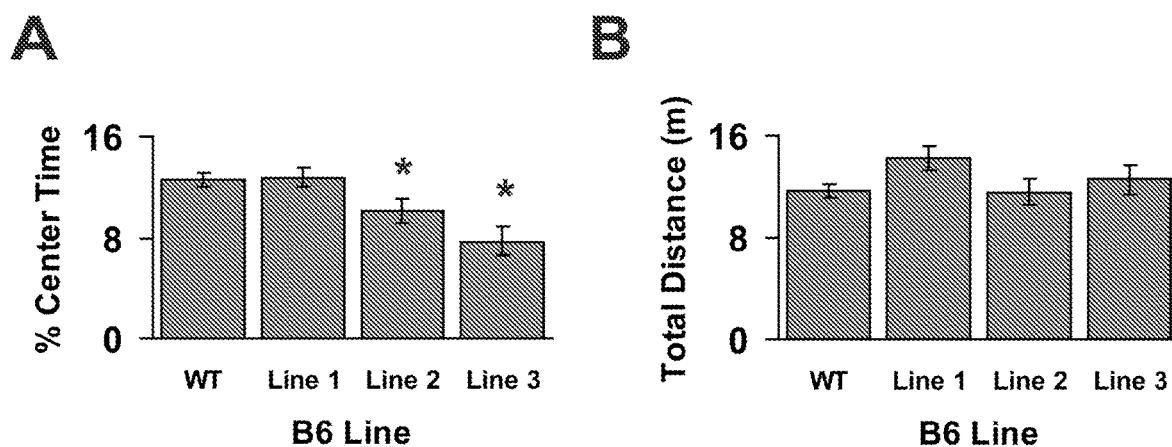 A
% Center Time
16
8
0
*
*
WT Line 1 Line 2 Line 3
B6 Line
B
Total Distance (m)
16
8
0
WT Line 1 Line 2 Line 3
B6 Line